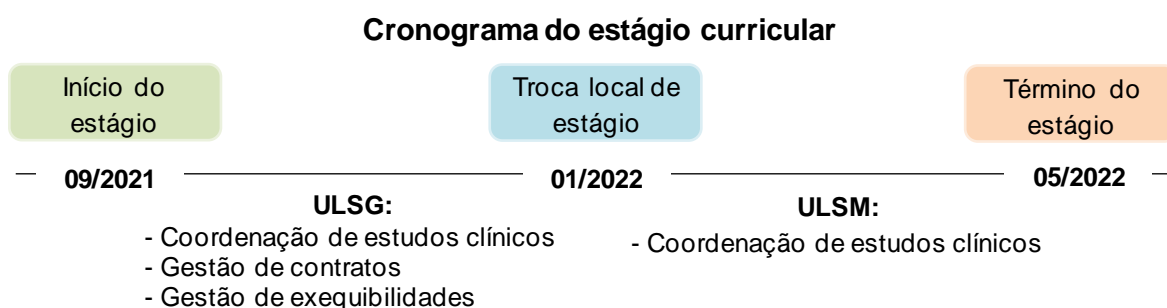 Cronograma do estágio curricular
Início do
estágio
Troca local de
estágio
Término do
estágio
09/2021
01/2022
05/2022
ULSG:
- Coordenação de estudos clínicos
- Gestão de contratos
- Gestão de exequibilidades
ULSM:
- Coordenação de estudos clínicos